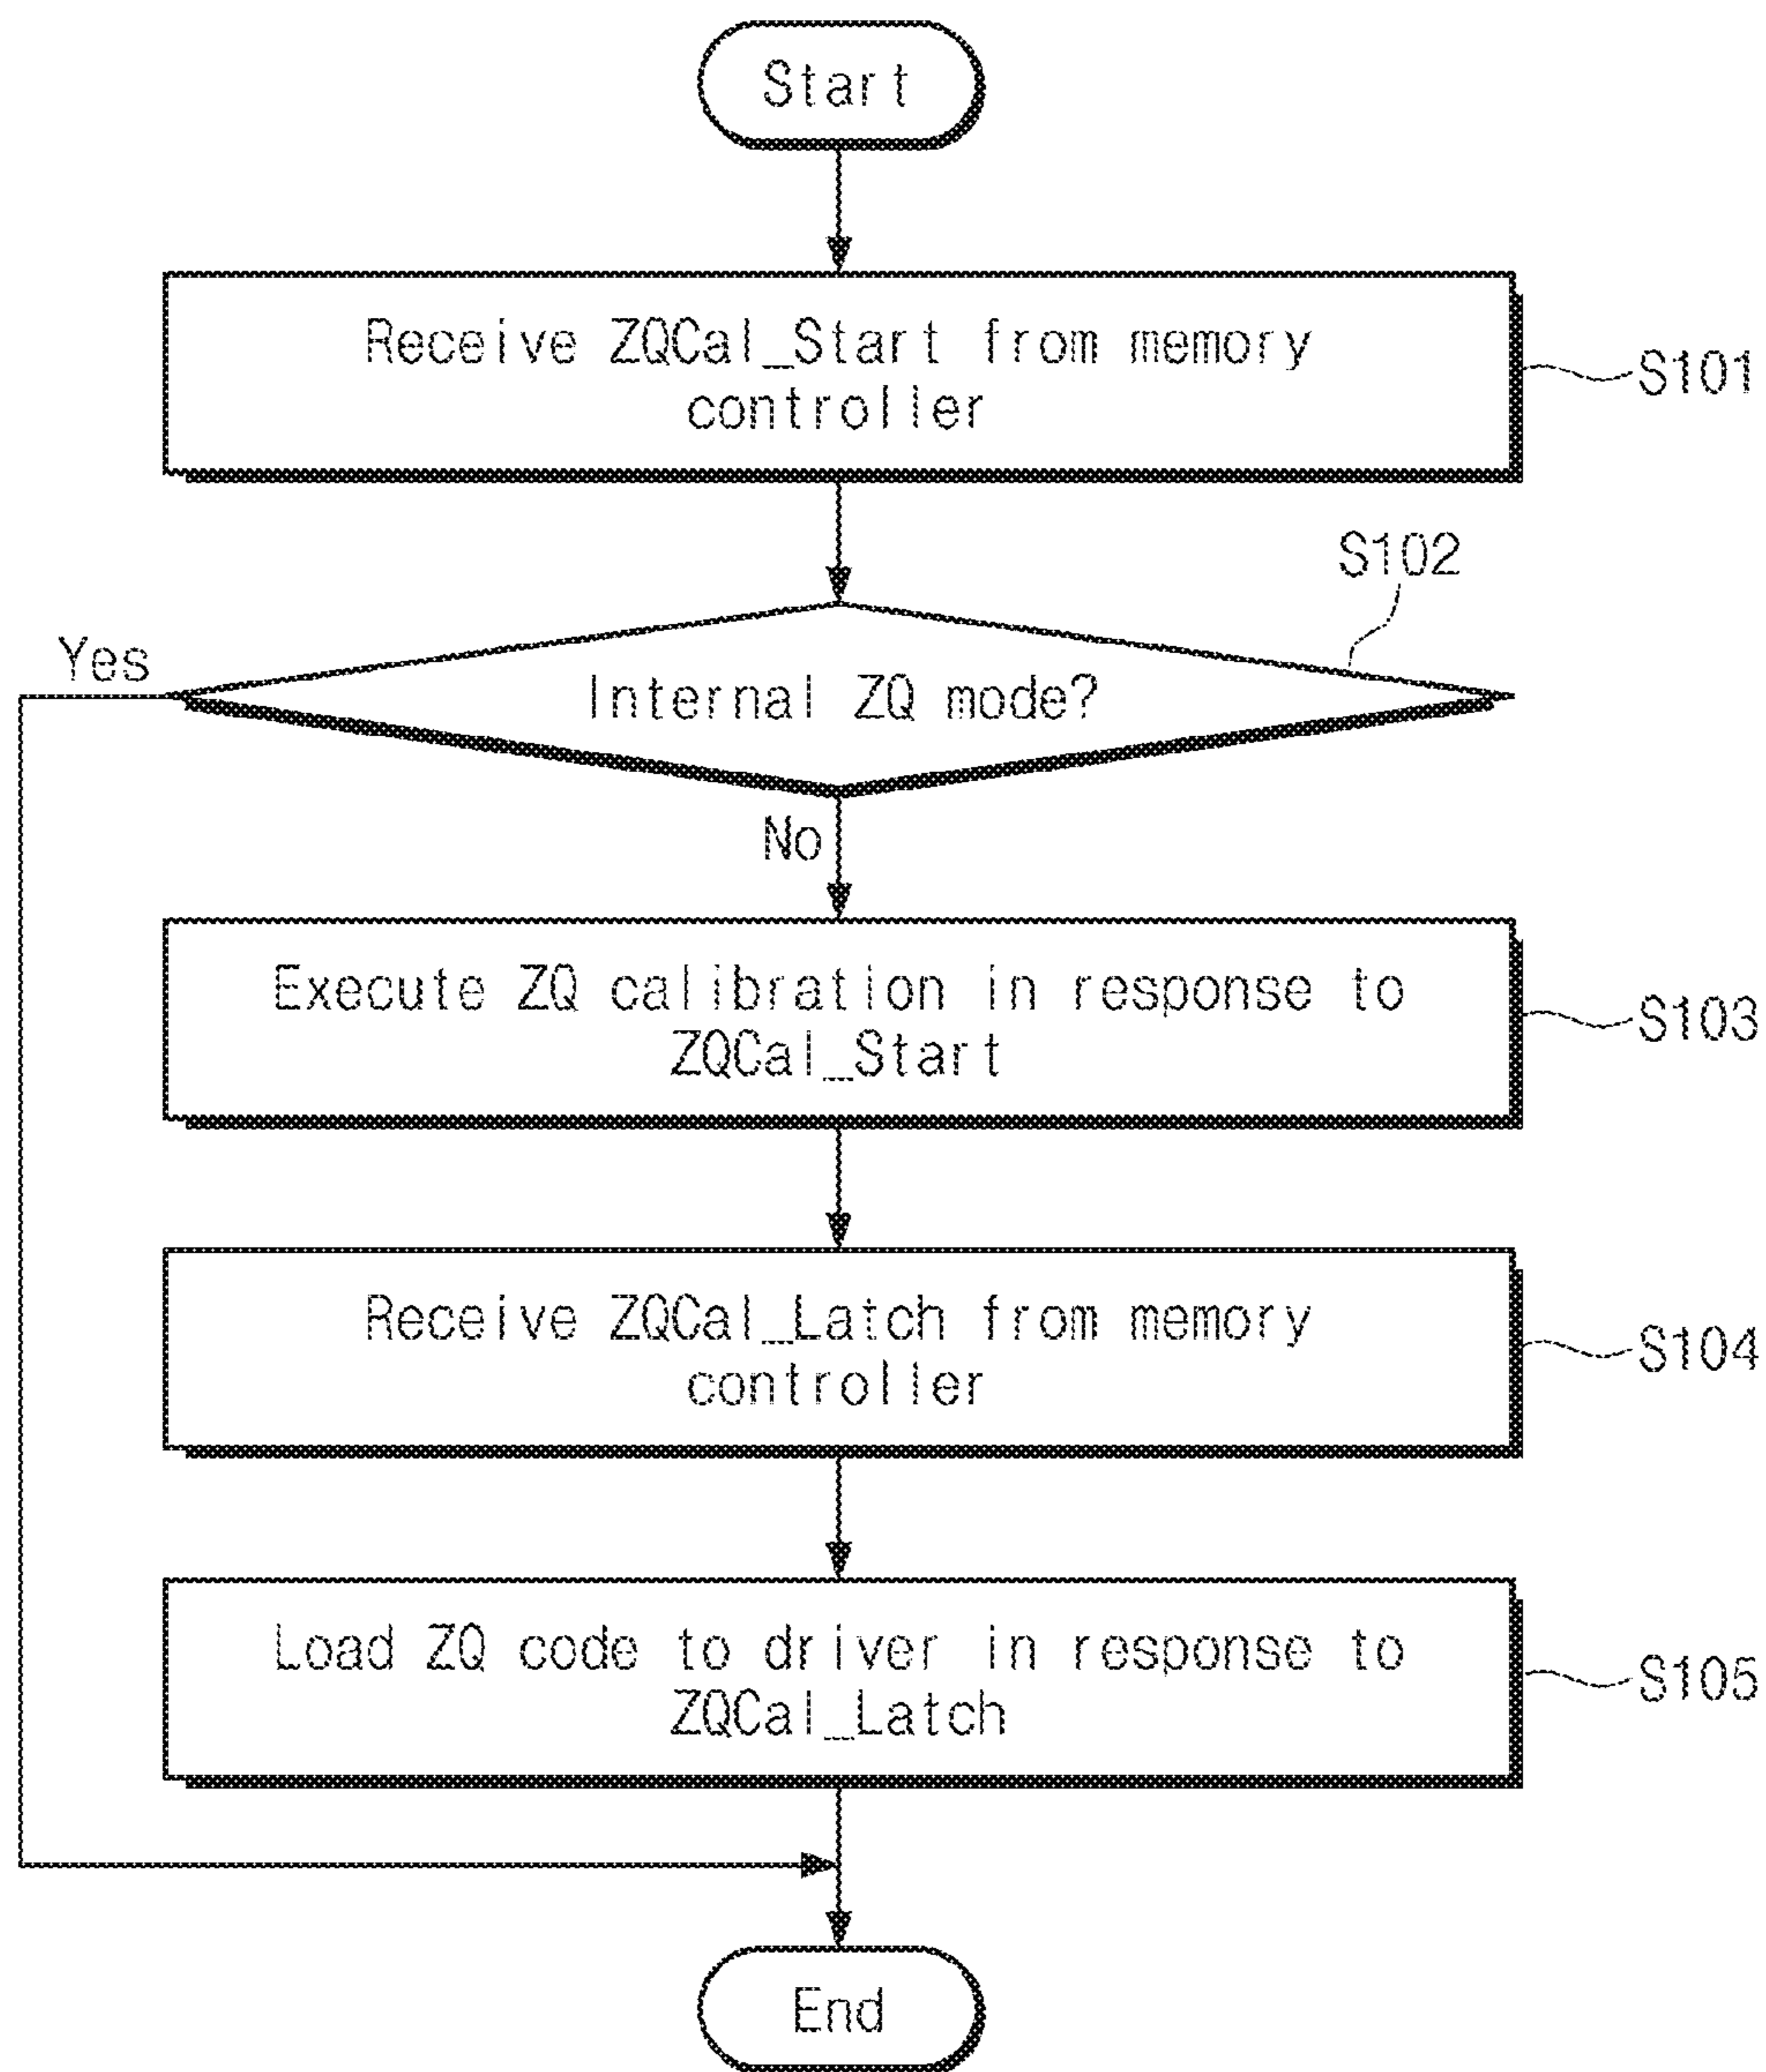 Start
Receive ZQCal_Start from memory
controller
S101
S102
Yes
Internal ZQ mode?
No
Execute ZQ calibration in response to
ZQCal_Start
S103
Receive ZQCal_Latch from memory
controller
S104
Load ZQ code to driver in response to
ZQCal_Latch
S105
End